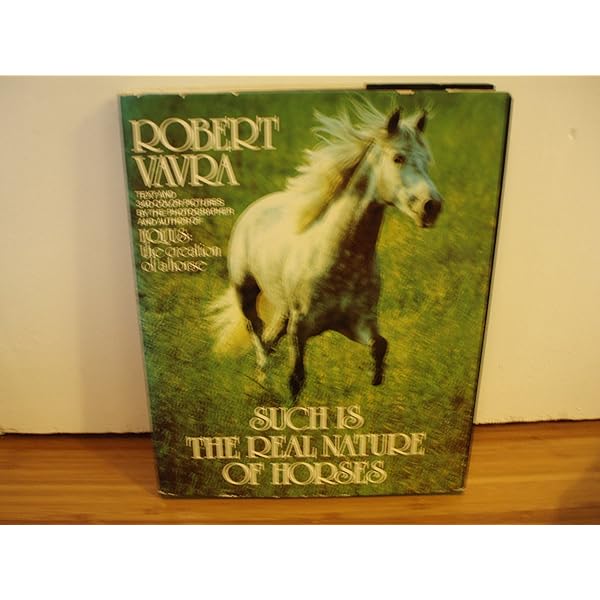 ROBERT
VAVRA
TEXT AND
340 COLOR PICTURES
BY THE PHOTOGRAPHER
AND AUTHOR OF
EQUUS:
the creation
of a horse
SUCH IS
THE REAL NATURE
OF HORSES